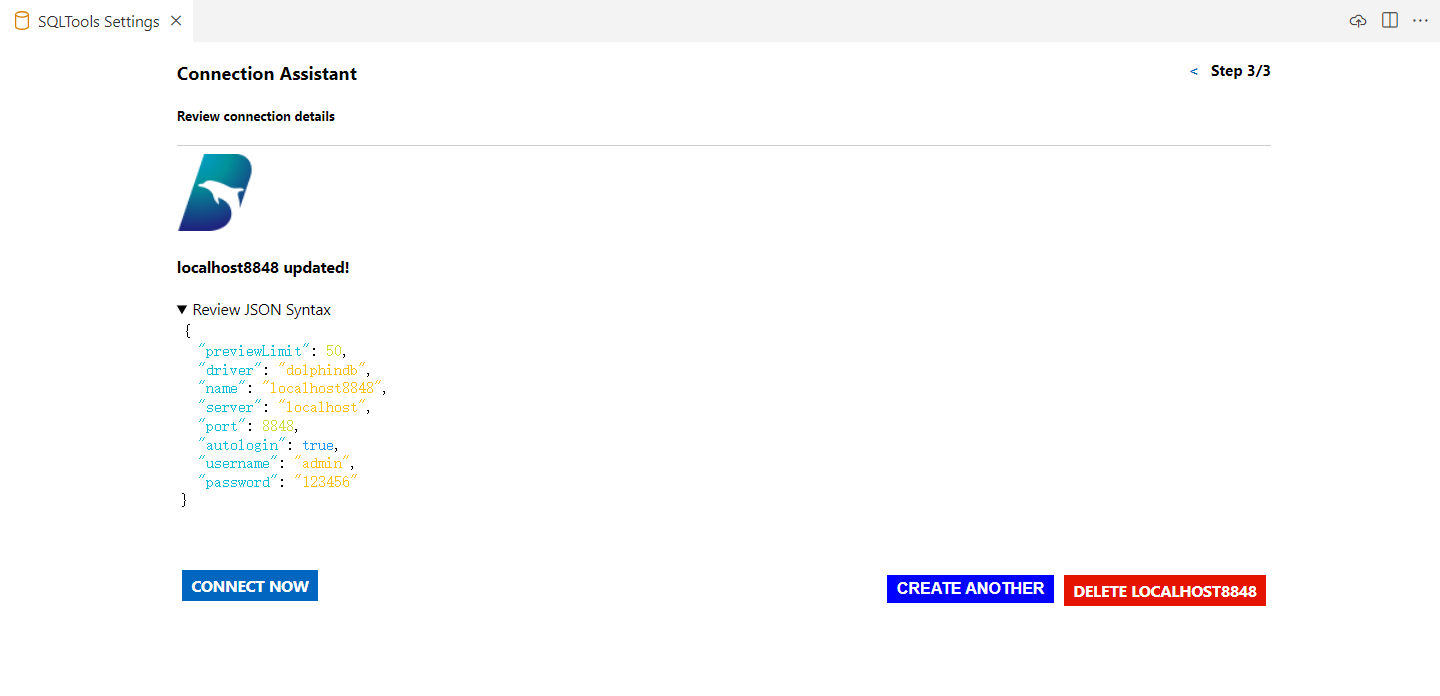 SQLTools Settings
Connection Assistant
< Step 3/3
Review connection details
localhost8848 updated!
▼ Review JSON Syntax
{
"previewLimit": 50,
"driver": "dolphindb",
"name": "localhost8848",
"server": "localhost",
"port": 8848,
"autologin": true,
"username": "admin",
"password": "123456"
}
CONNECT NOW
CREATE ANOTHER
DELETE LOCALHOST8848